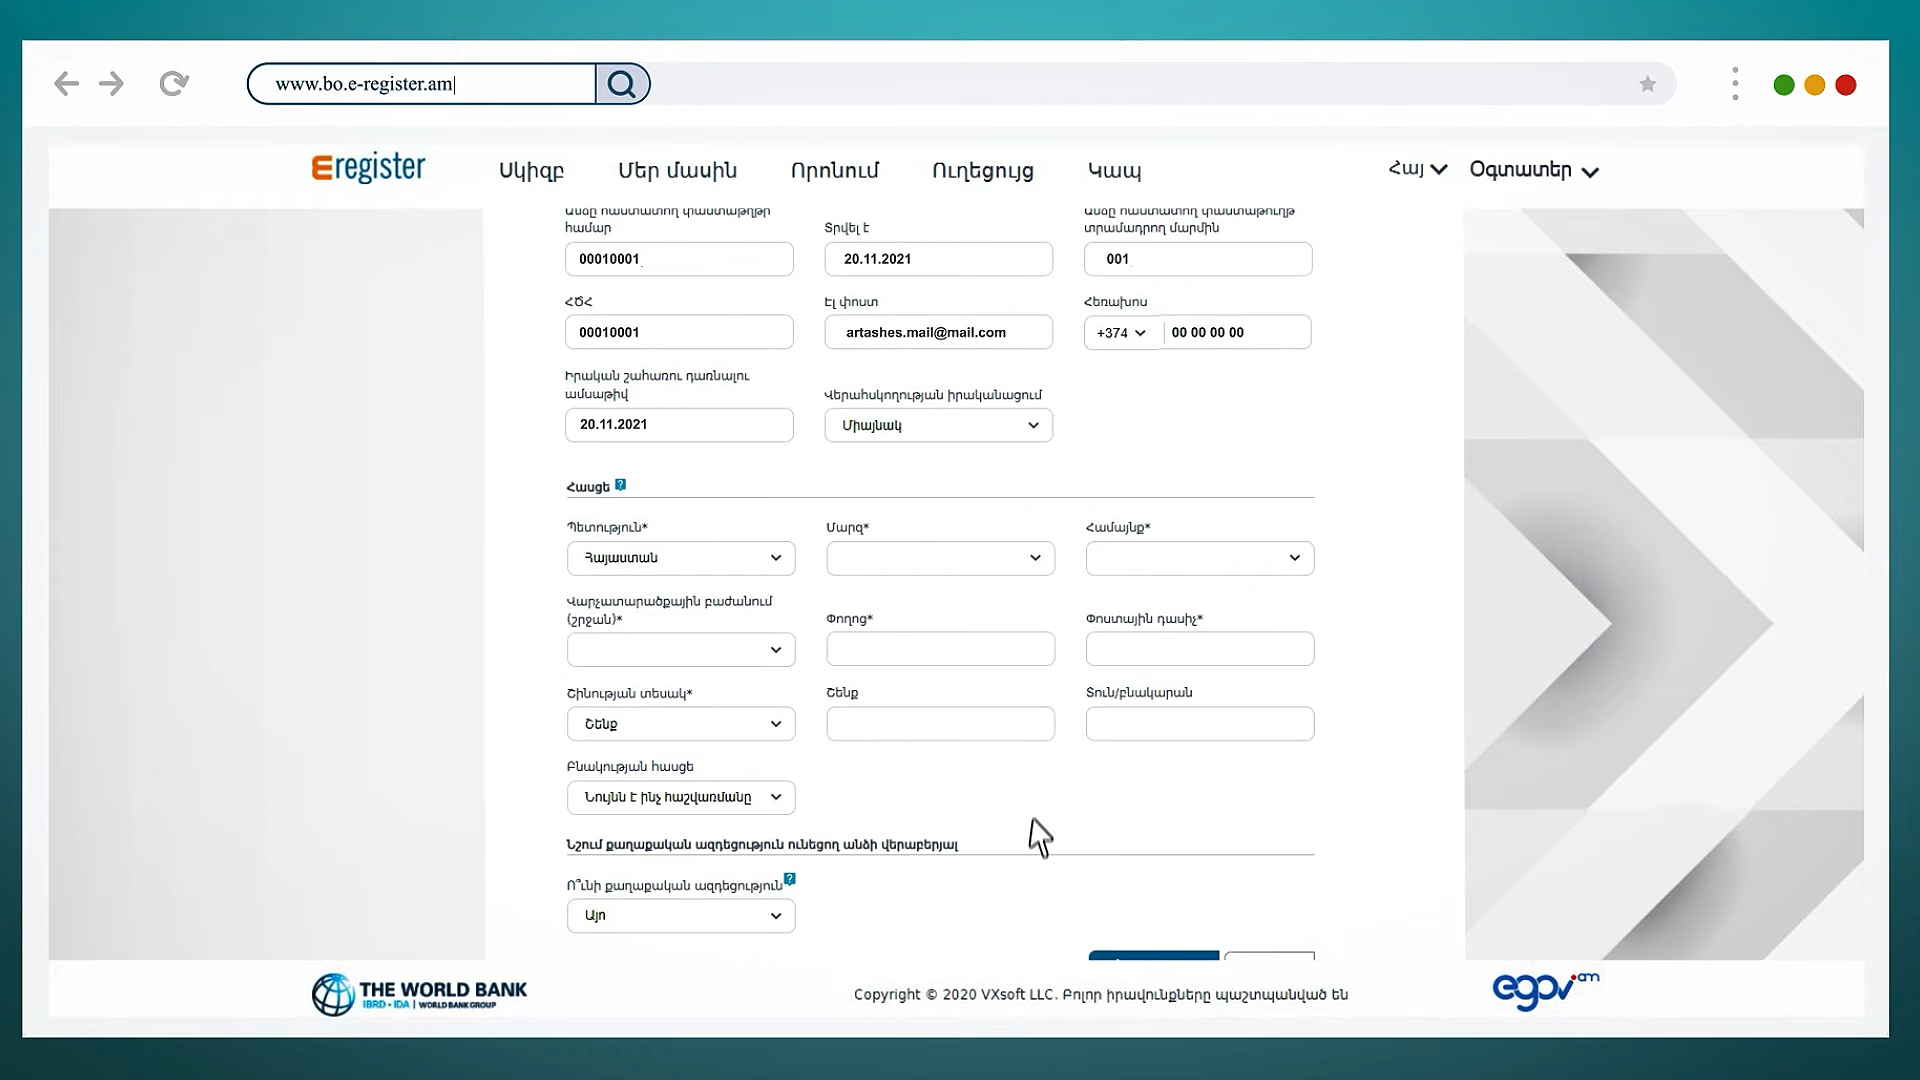 www.bo.e-register.am
Eregister
Սկիզբ
Մեր մասին
Որոնում
Ուղեցույց
Կապ
Հայ
Օգտատեր
Անձը հաստատող փաստաթղթի
համար
Տրվել է
Անձը հաստատող փաստաթուղթ
տրամադրող մարմին
00010001
20.11.2021
001
ՀԾՀ
Էլ փոստ
Հեռախոս
00010001
artashes.mail@mail.com
+374
00 00 00 00
Իրական շահառու դառնալու
ամսաթիվ
Վերահսկողության իրականացում
20.11.2021
Միայնակ
Հասցե
Պետություն*
Մարզ*
Համայնք*
Հայաստան
Վարչատարածքային բաժանում
(շրջան)*
Փողոց*
Փոստային դասիչ*
Շինության տեսակ*
Շենք
Տուն/բնակարան
Շենք
Բնակության հասցե
Նույնն է ինչ հաշվառմանը
Նշում քաղաքական ազդեցություն ունեցող անձի վերաբերյալ
Ո՞ւնի քաղաքական ազդեցություն
Այո
THE WORLD BANK
IBRD • IDA | WORLD BANK GROUP
Copyright © 2020 VXsoft LLC. Բոլոր իրավունքները պաշտպանված են
egov.am